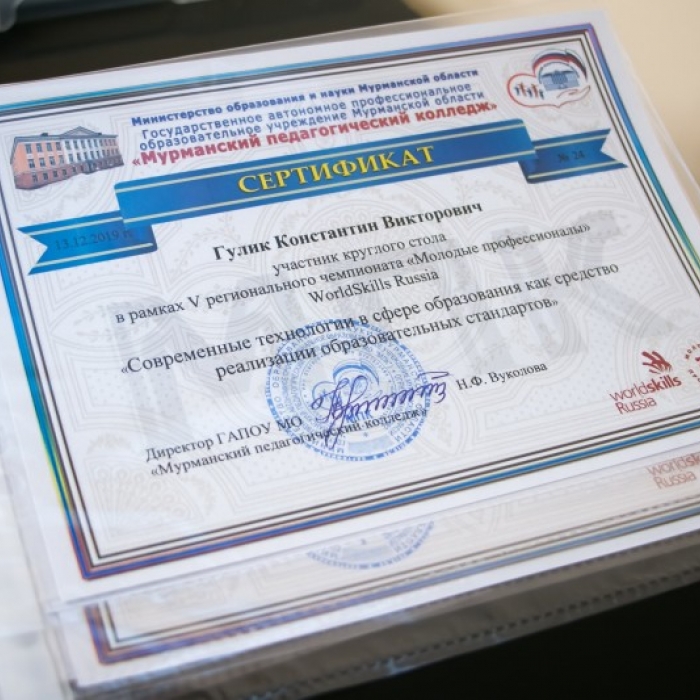 Министерство образования и науки Мурманской области
Государственное автономное профессиональное
образовательное учреждение Мурманской области
«Мурманский педагогический колледж»
СЕРТИФИКАТ
№ 24
13.12.2019 г.
Гулик Константин Викторович
участник круглого стола
в рамках V регионального чемпионата «Молодые профессионалы»
WorldSkills Russia
«Современные технологии в сфере образования как средство
реализации образовательных стандартов»
Директор ГАПОУ МО
«Мурманский педагогический колледж»
Н.Ф. Вуколова
worldskills
Russia
worldskills
Russia